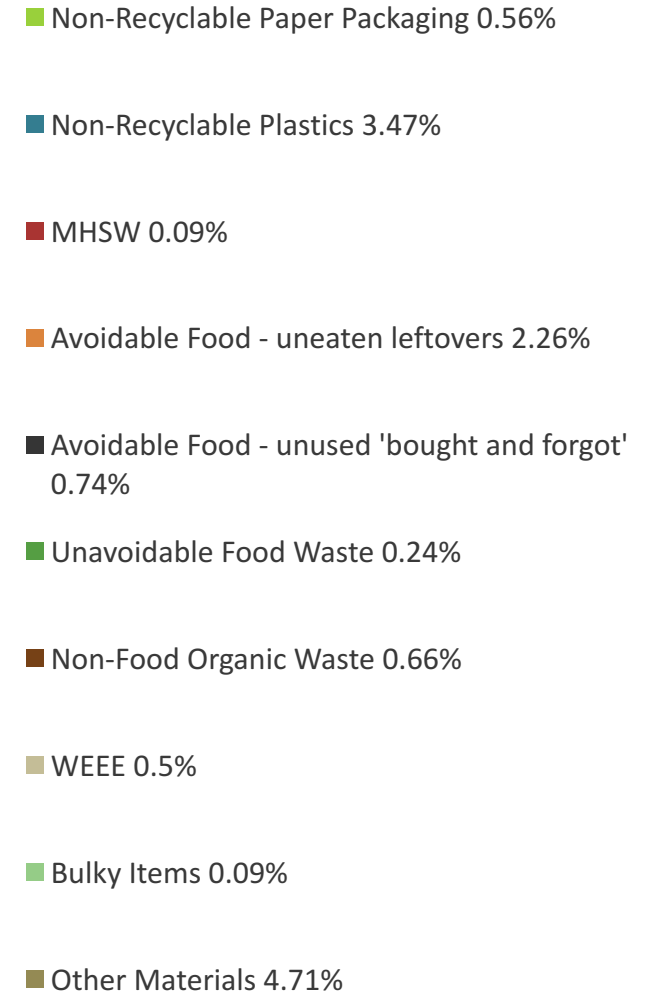 Non-Recyclable Paper Packaging 0.56%
Non-Recyclable Plastics 3.47%
MHSW 0.09%
Avoidable Food - uneaten leftovers 2.26%
Avoidable Food - unused 'bought and forgot'
0.74%
Unavoidable Food Waste 0.24%
Non-Food Organic Waste 0.66%
WEEE 0.5%
Bulky Items 0.09%
Other Materials 4.71%